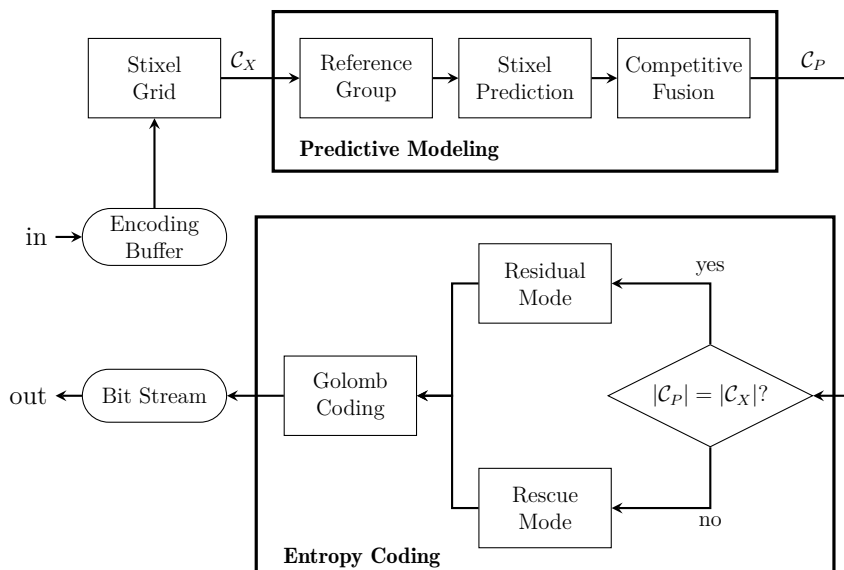 Stixel
Grid
𝒞_X
Reference
Group
Stixel
Prediction
Competitive
Fusion
𝒞_P
Predictive Modeling
in
Encoding
Buffer
Residual
Mode
yes
out
Bit Stream
Golomb
Coding
|𝒞_P| = |𝒞_X|?
Rescue
Mode
no
Entropy Coding